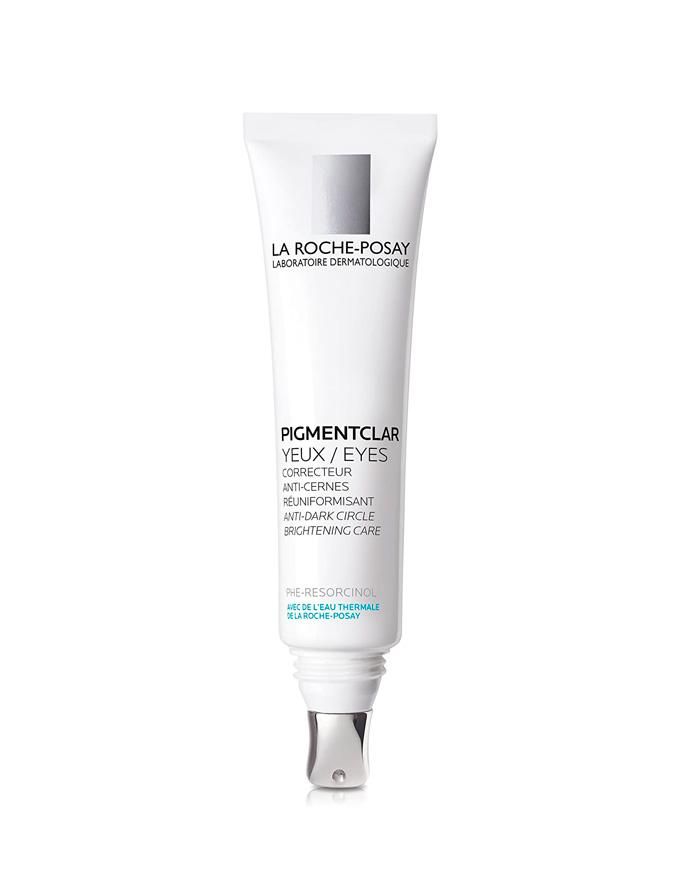 LA ROCHE-POSAY
LABORATOIRE DERMATOLOGIQUE
PIGMENTCLAR
YEUX / EYES
CORRECTEUR
ANTI-CERNES
RÉUNIFORMISANT
ANTI-DARK CIRCLE
BRIGHTENING CARE
PHE-RESORCINOL
AVEC DE L'EAU THERMALE
DE LA ROCHE-POSAY